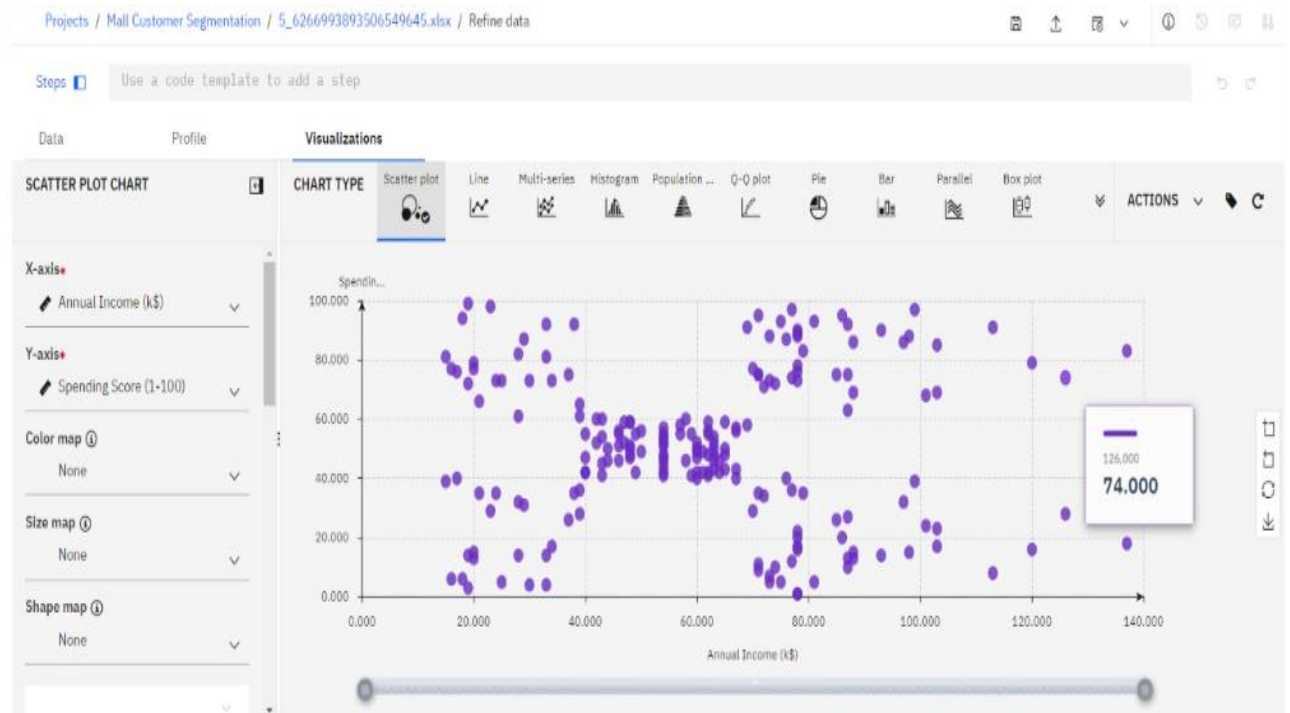 Projects / Mall Customer Segmentation / 5_6266993893506549645.xlsx / Refine data
Steps Use a code template to add a step
Data Profile Visualizations
SCATTER PLOT CHART
CHART TYPE Scatter plot Line Multi-series Histogram Population ... Q-Q plot Pie Bar Parallel Box plot ACTIONS
X-axis*
Annual Income (k$)
Y-axis*
Spending Score (1-100)
Color map
None
Size map
None
Shape map
None
Spendin...
100.000
80.000
60.000
40.000
20.000
0.000
0.000 20.000 40.000 60.000 80.000 100.000 120.000 140.000
Annual Income (k$)
126,000
74.000